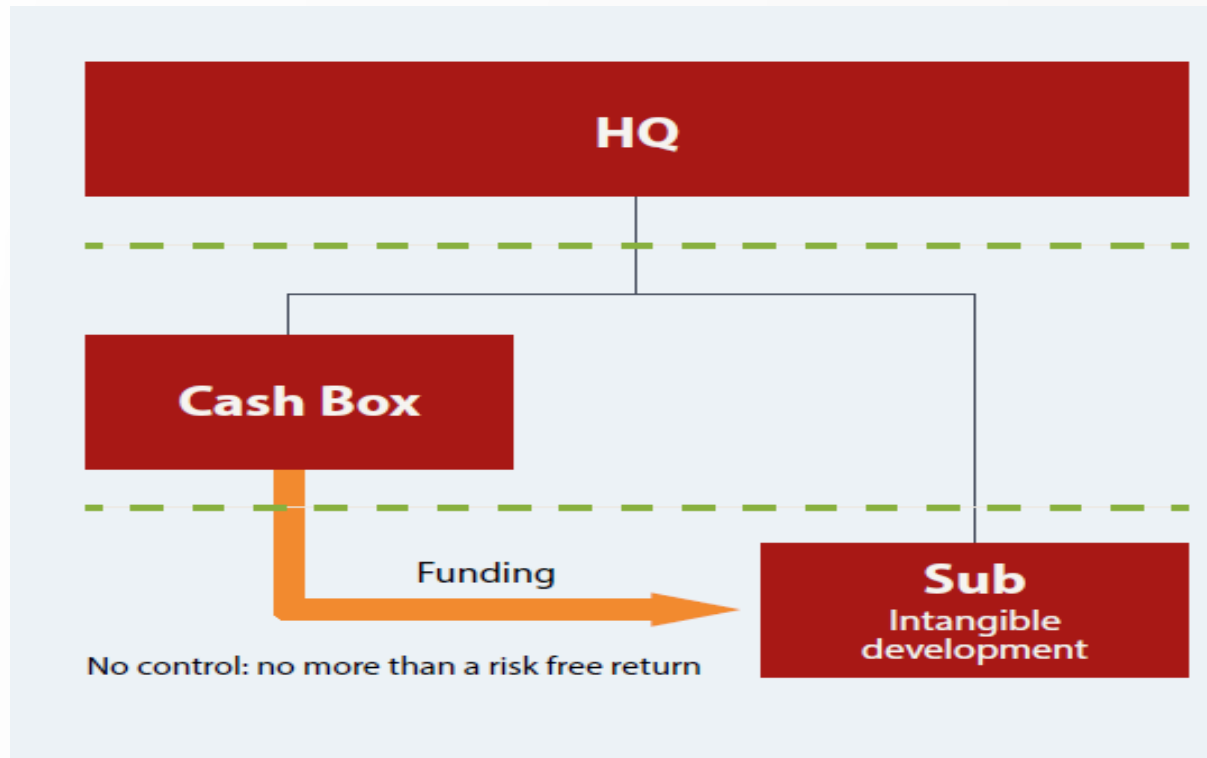 HQ
Cash Box
Funding
Sub
Intangible
development
No control: no more than a risk free return